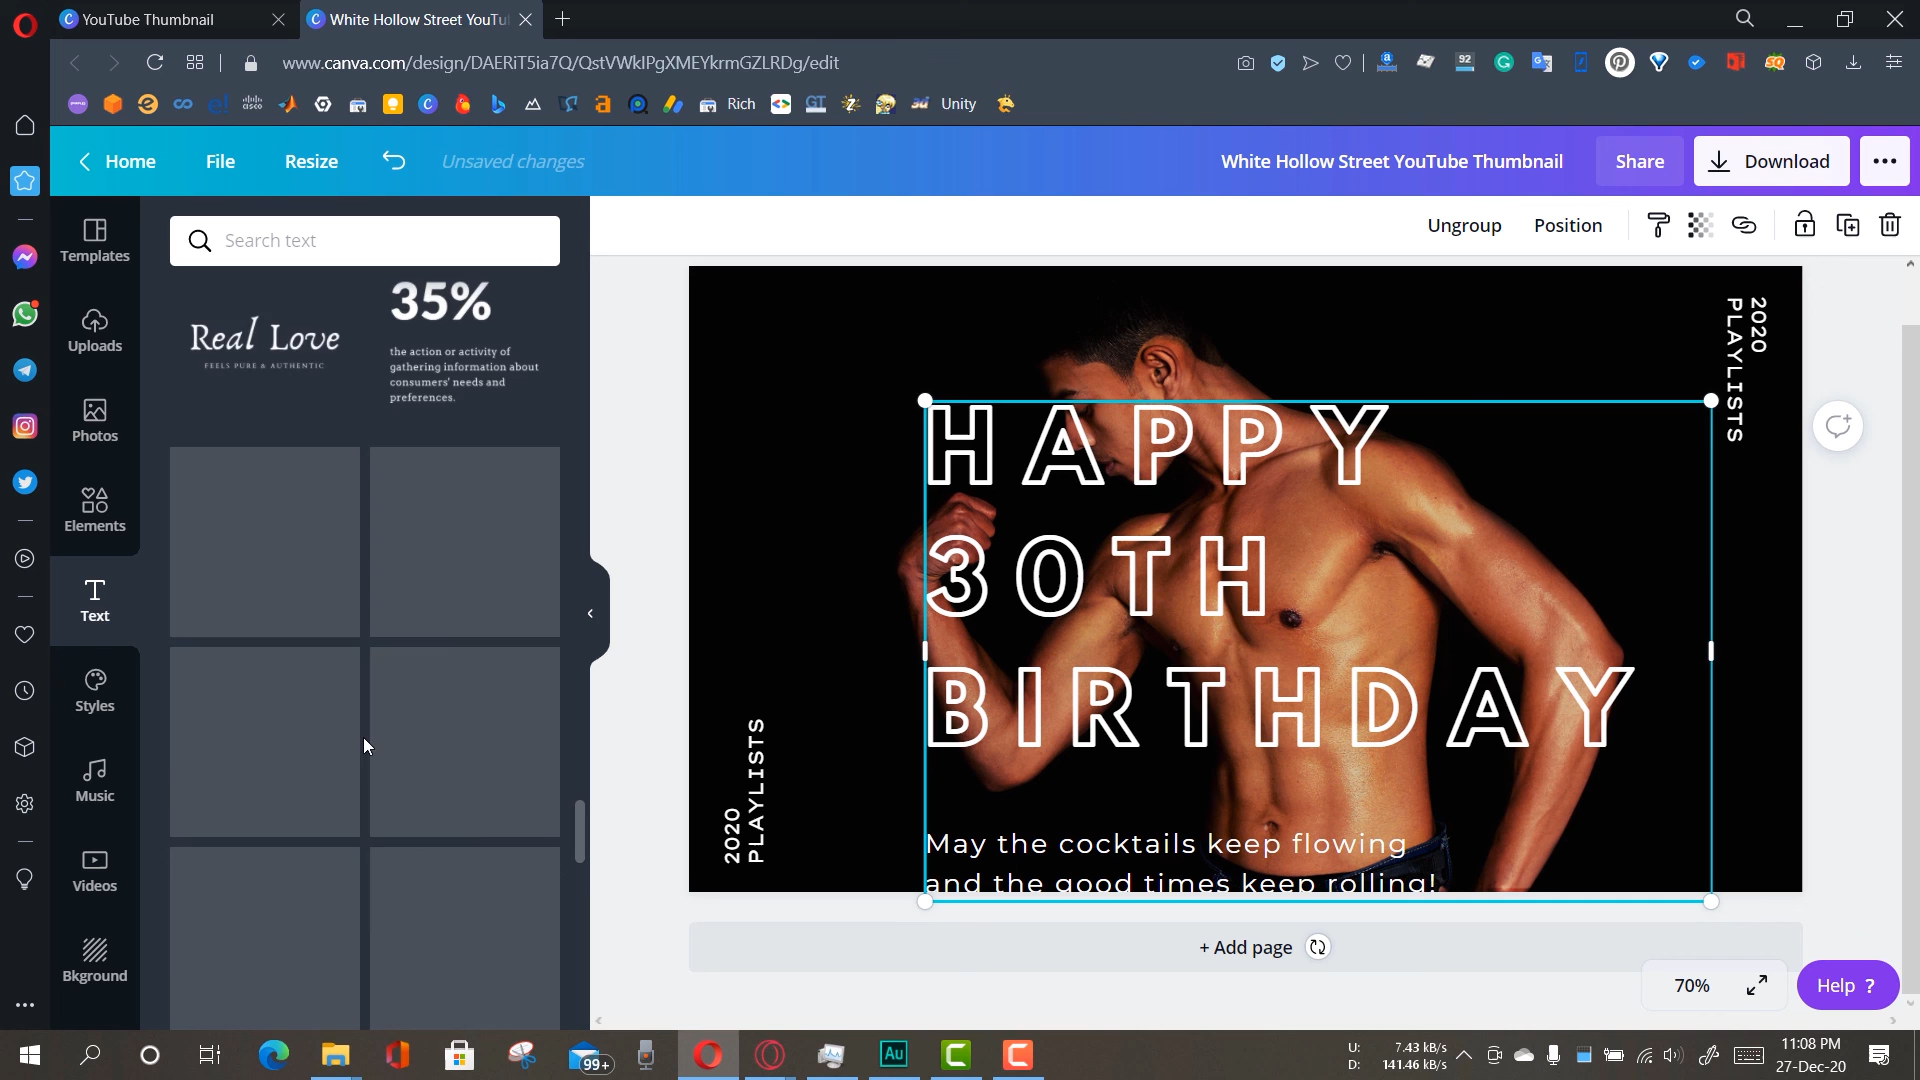 YouTube Thumbnail
White Hollow Street YouTu
www.canva.com/design/DAERiT5ia7Q/QstVWklPgXMEYkrmGZLRDg/edit
92
Rich
GT
Unity
Home
File
Resize
Unsaved changes
White Hollow Street YouTube Thumbnail
Share
Download
Templates
Uploads
Photos
Elements
Text
Styles
Music
Videos
Bkground
Search text
Real Love
FEELS PURE & AUTHENTIC
35%
the action or activity of
gathering information about
consumers' needs and
preferences.
Ungroup
Position
2020
PLAYLISTS
HAPPY
30TH
BIRTHDAY
May the cocktails keep flowing
and the good times keep rolling!
2020
PLAYLISTS
+ Add page
70%
Help ?
99+
Au
U: 7.43 kB/s
D: 141.46 kB/s
11:08 PM
27-Dec-20